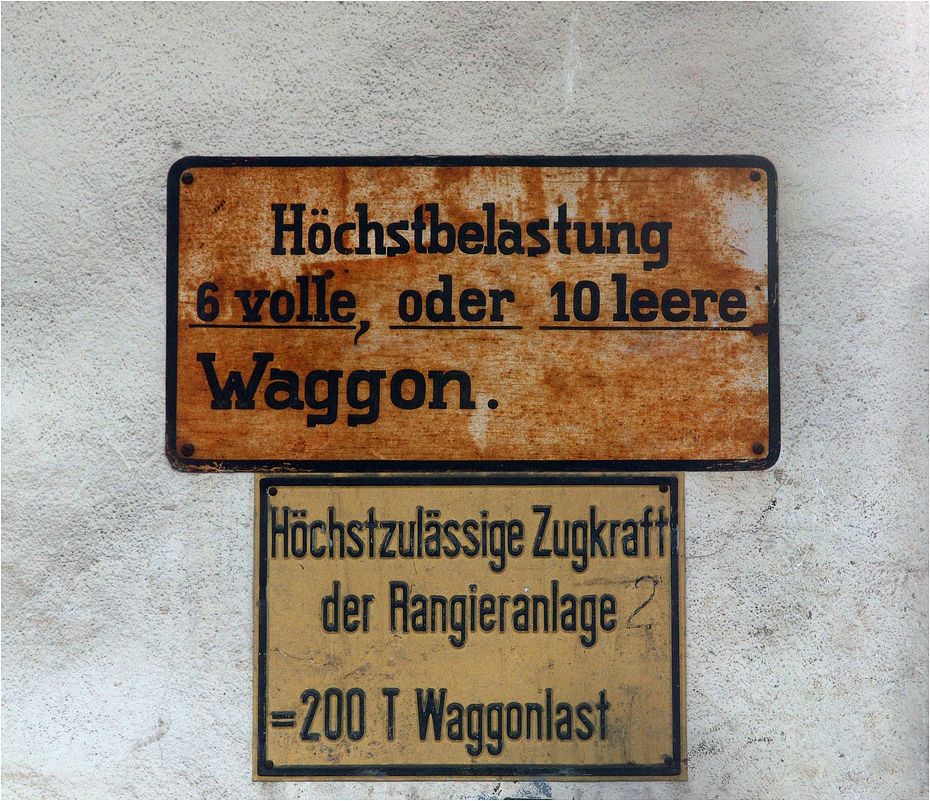 Höchstbelastung
6 volle, oder 10 leere
Waggon.
Höchstzulässige Zugkraft
der Rangieranlage 2
=200 T Waggonlast